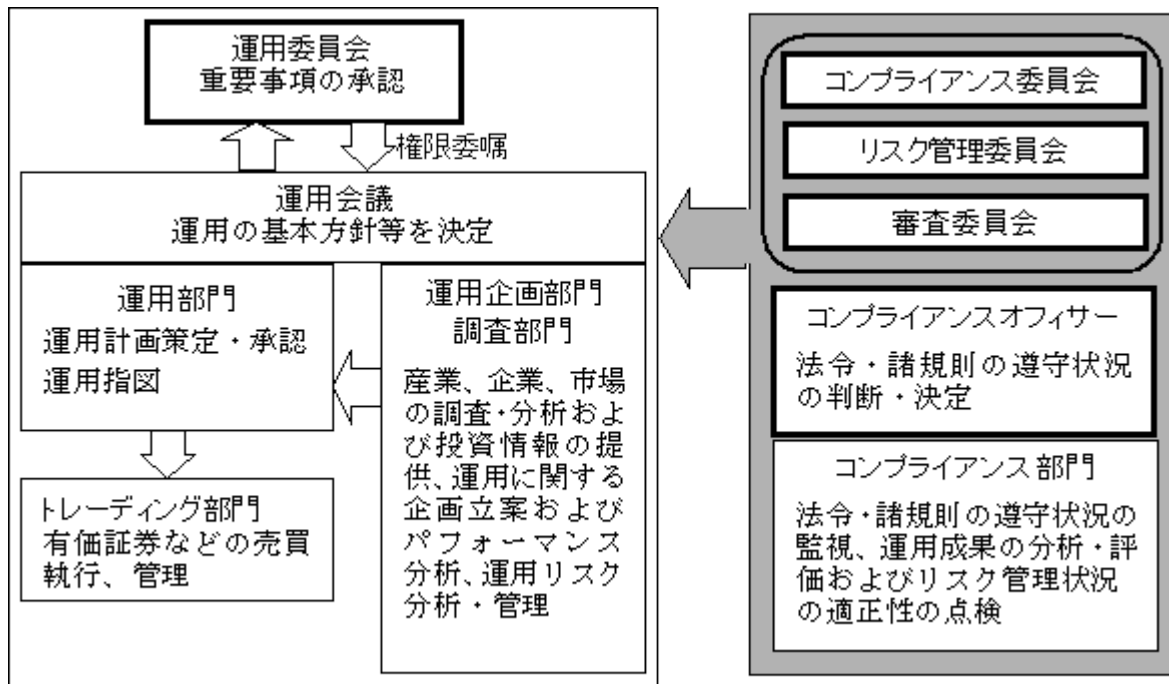 運用委員会
重要事項の承認
権限委嘱
運用会議
運用の基本方針等を決定
運用部門
運用計画策定・承認
運用指図
運用企画部門
調査部門
産業、企業、市場
の調査・分析およ
び投資情報の提
供、運用に関する
企画立案および
パフォーマンス
分析、運用リスク
分析・管理
トレーディング部門
有価証券などの売買
執行、管理
コンプライアンス委員会
リスク管理委員会
審査委員会
コンプライアンスオフィサー
法令・諸規則の遵守状況
の判断・決定
コンプライアンス部門
法令・諸規則の遵守状況の
監視、運用成果の分析・評
価およびリスク管理状況
の適正性の点検